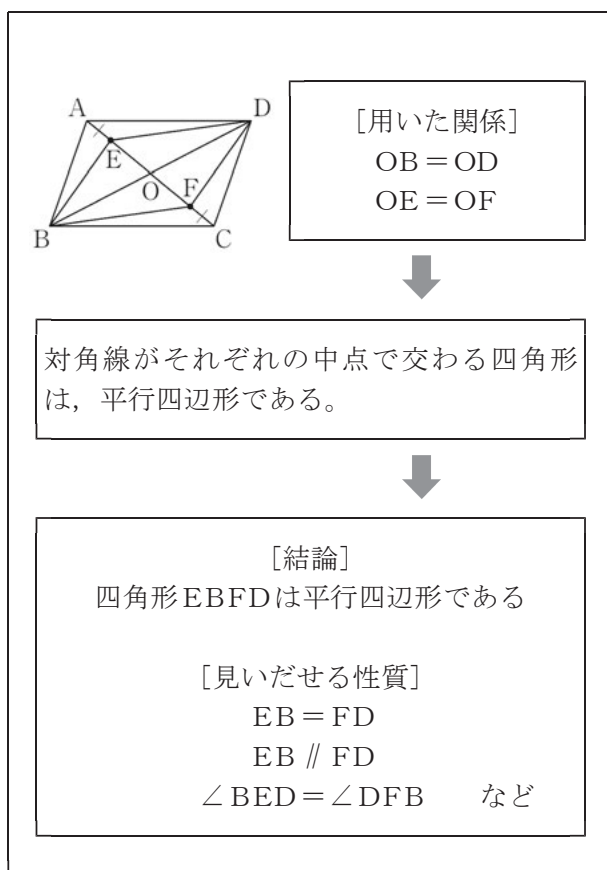 A
D
E
F
O
B
C
［用いた関係］
OB＝OD
OE＝OF
対角線がそれぞれの中点で交わる四角形
は，平行四辺形である。
［結論］
四角形EBFDは平行四辺形である
［見いだせる性質］
EB＝FD
EB∥FD
∠BED＝∠DFB　など